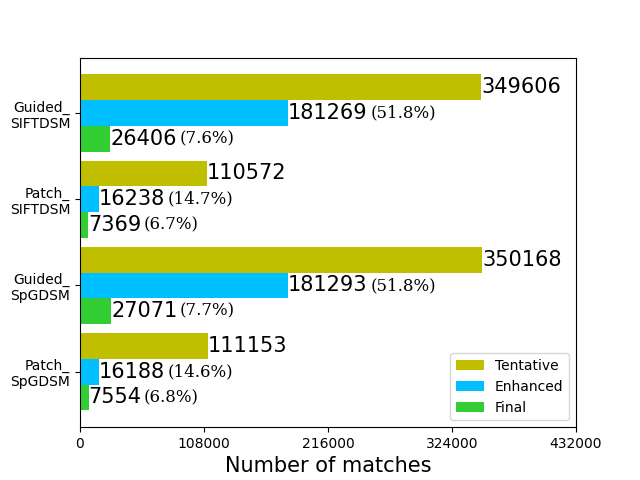 349606
Guided_
SIFTDSM
181269 (51.8%)
26406 (7.6%)
110572
Patch_
SIFTDSM
16238 (14.7%)
7369 (6.7%)
350168
Guided_
SpGDSM
181293 (51.8%)
27071 (7.7%)
111153
Patch_
SpGDSM
16188 (14.6%)
7554 (6.8%)
Tentative
Enhanced
Final
0 108000 216000 324000 432000
Number of matches